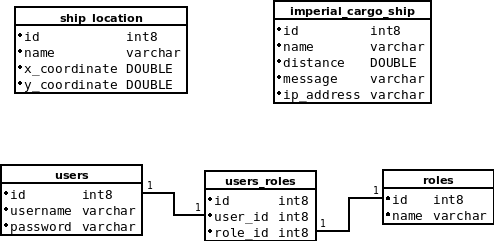 ship_location
id int8
name varchar
x_coordinate DOUBLE
y_coordinate DOUBLE
imperial_cargo_ship
id int8
name varchar
distance DOUBLE
message varchar
ip_address varchar
users
id int8
username varchar
password varchar
1
1
users_roles
id int8
user_id int8
role_id int8
1
1
roles
id int8
name varchar